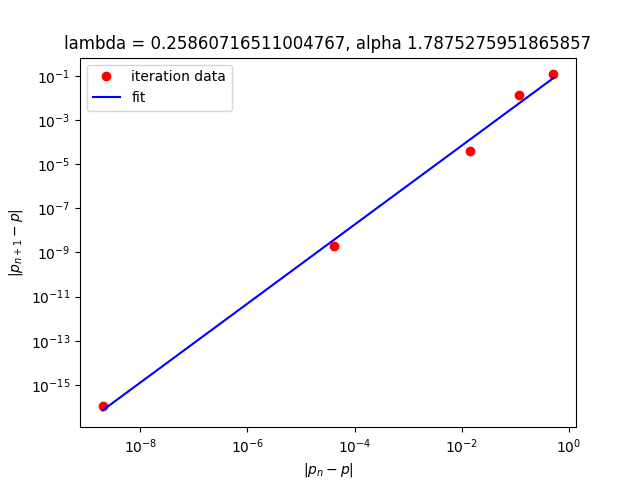 lambda = 0.25860716511004767, alpha 1.7875275951865857
iteration data
fit
10⁻¹
10⁻³
10⁻⁵
10⁻⁷
10⁻⁹
10⁻¹¹
10⁻¹³
10⁻¹⁵
|pₙ₊₁ − p|
10⁻⁸
10⁻⁶
10⁻⁴
10⁻²
10⁰
|pₙ − p|